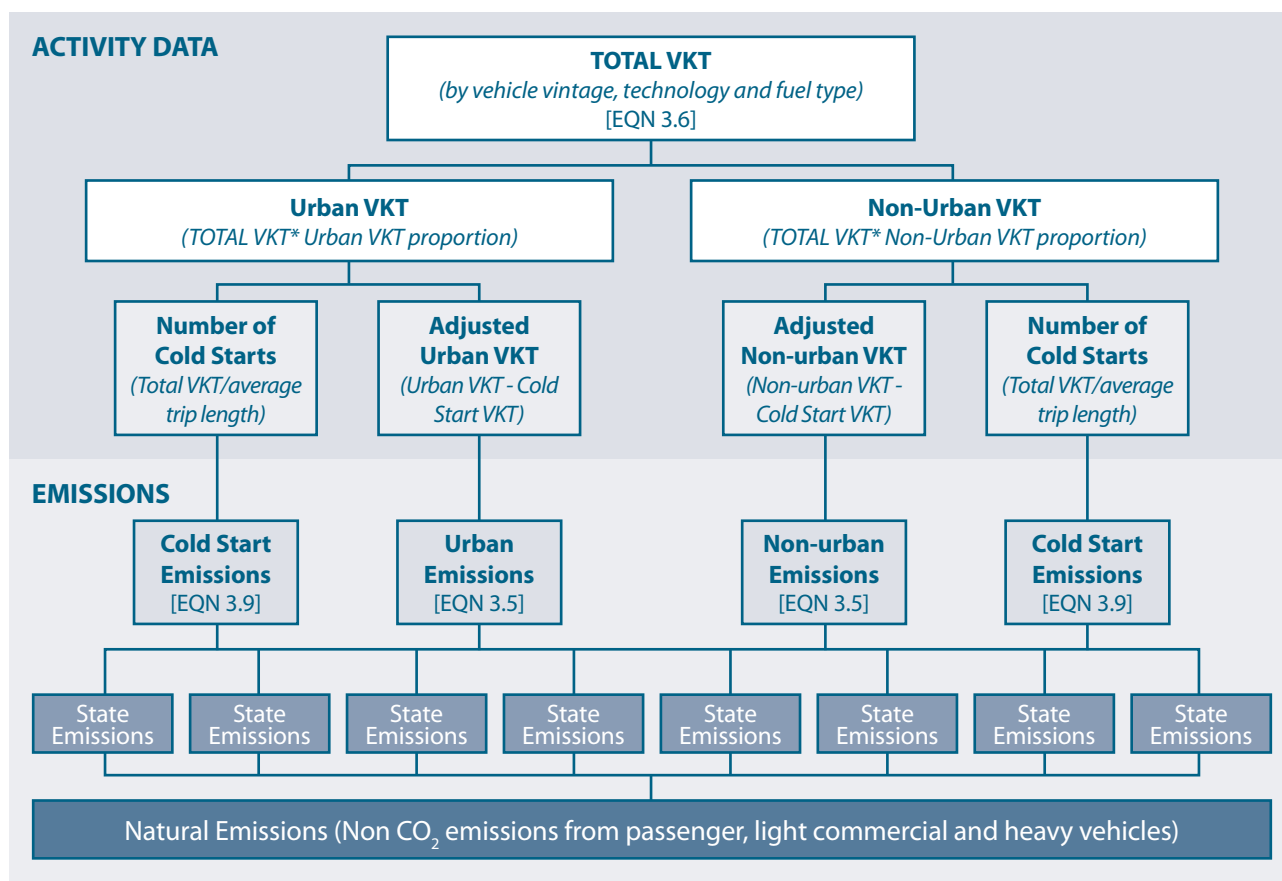 ACTIVITY DATA
TOTAL VKT
(by vehicle vintage, technology and fuel type)
[EQN 3.6]
Urban VKT
(TOTAL VKT* Urban VKT proportion)
Non-Urban VKT
(TOTAL VKT* Non-Urban VKT proportion)
Number of
Cold Starts
(Total VKT/average
trip length)
Adjusted
Urban VKT
(Urban VKT - Cold
Start VKT)
Adjusted
Non-urban VKT
(Non-urban VKT -
Cold Start VKT)
Number of
Cold Starts
(Total VKT/average
trip length)
EMISSIONS
Cold Start
Emissions
[EQN 3.9]
Urban
Emissions
[EQN 3.5]
Non-urban
Emissions
[EQN 3.5]
Cold Start
Emissions
[EQN 3.9]
State
Emissions
State
Emissions
State
Emissions
State
Emissions
State
Emissions
State
Emissions
State
Emissions
State
Emissions
Natural Emissions (Non CO₂ emissions from passenger, light commercial and heavy vehicles)